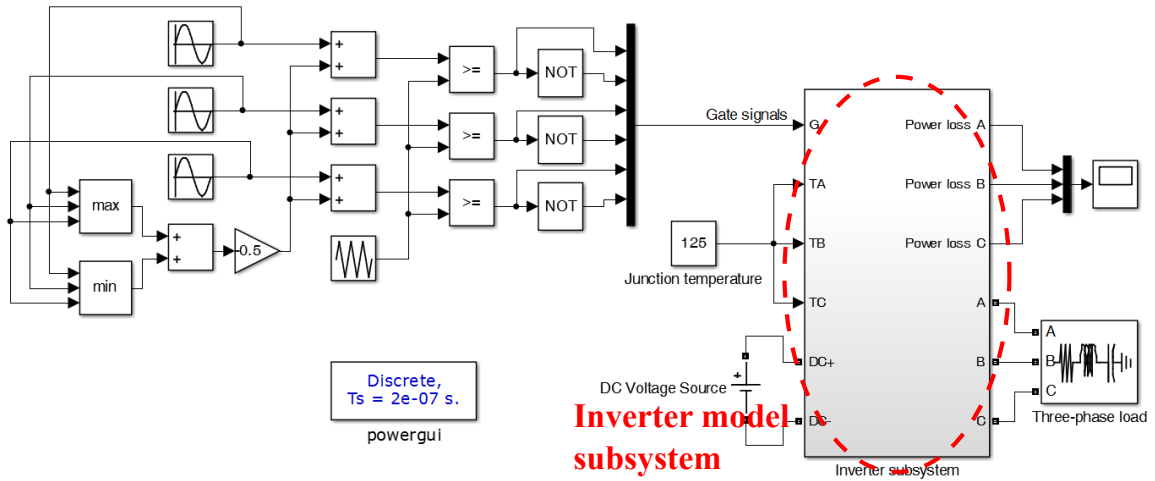 +
+
>=
NOT
+
+
>=
NOT
+
+
>=
NOT
max
min
+
+
-0.5
Gate signals
G
Power loss A
TA
Power loss B
125
TB
Power loss C
Junction temperature
TC
A
A
DC+
B
B
+
DC Voltage Source
C
DC-
C
Three-phase load
Inverter model
subsystem
Inverter subsystem
Discrete,
Ts = 2e-07 s.
powergui